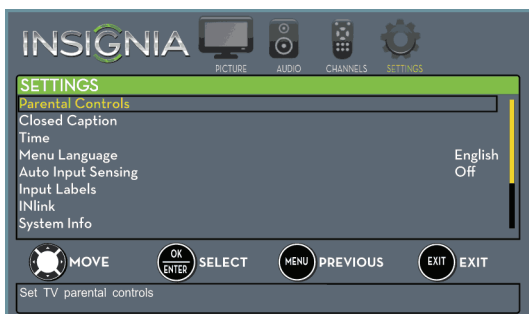 INSIGNIA
PICTURE AUDIO CHANNELS SETTINGS
SETTINGS
Parental Controls
Closed Caption
Time
Menu Language English
Auto Input Sensing Off
Input Labels
INlink
System Info
MOVE OK ENTER SELECT MENU PREVIOUS EXIT EXIT
Set TV parental controls